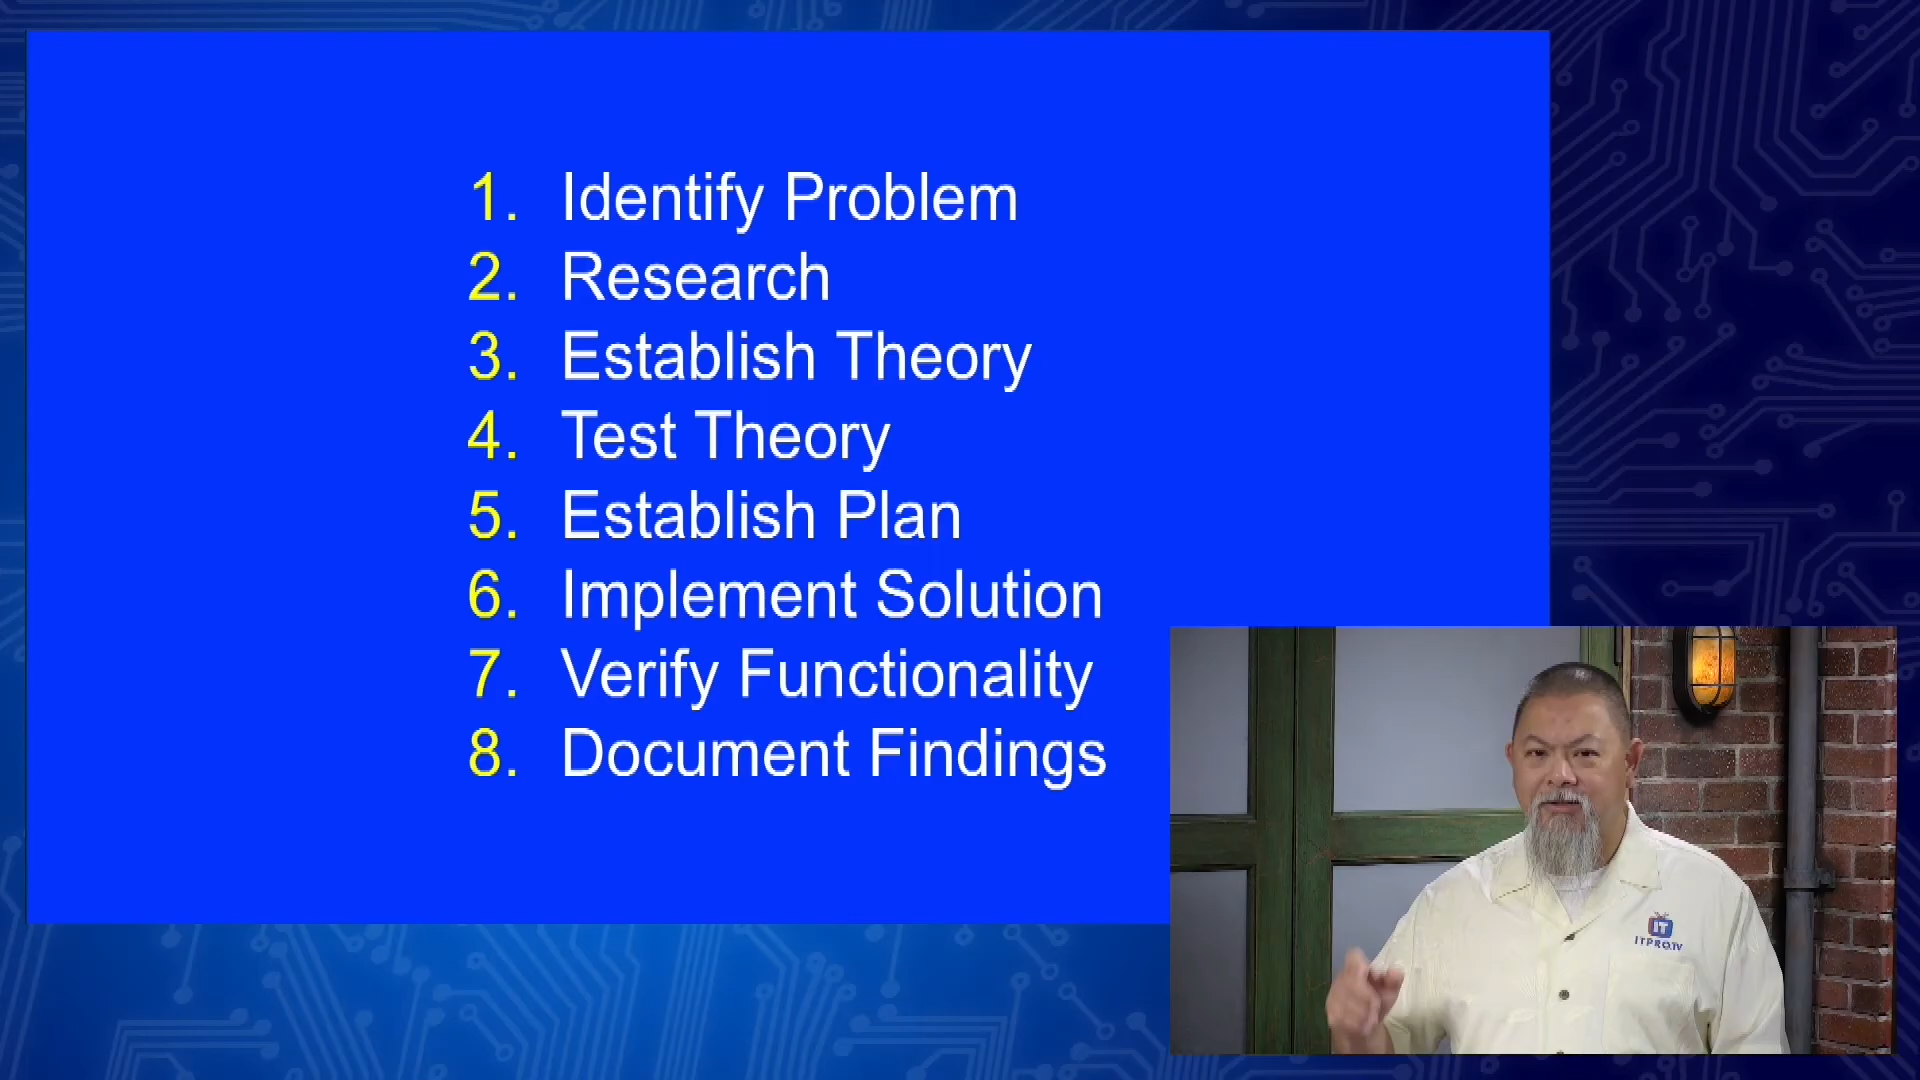 1. Identify Problem
2. Research
3. Establish Theory
4. Test Theory
5. Establish Plan
6. Implement Solution
7. Verify Functionality
8. Document Findings
IT
ITPRO.TV